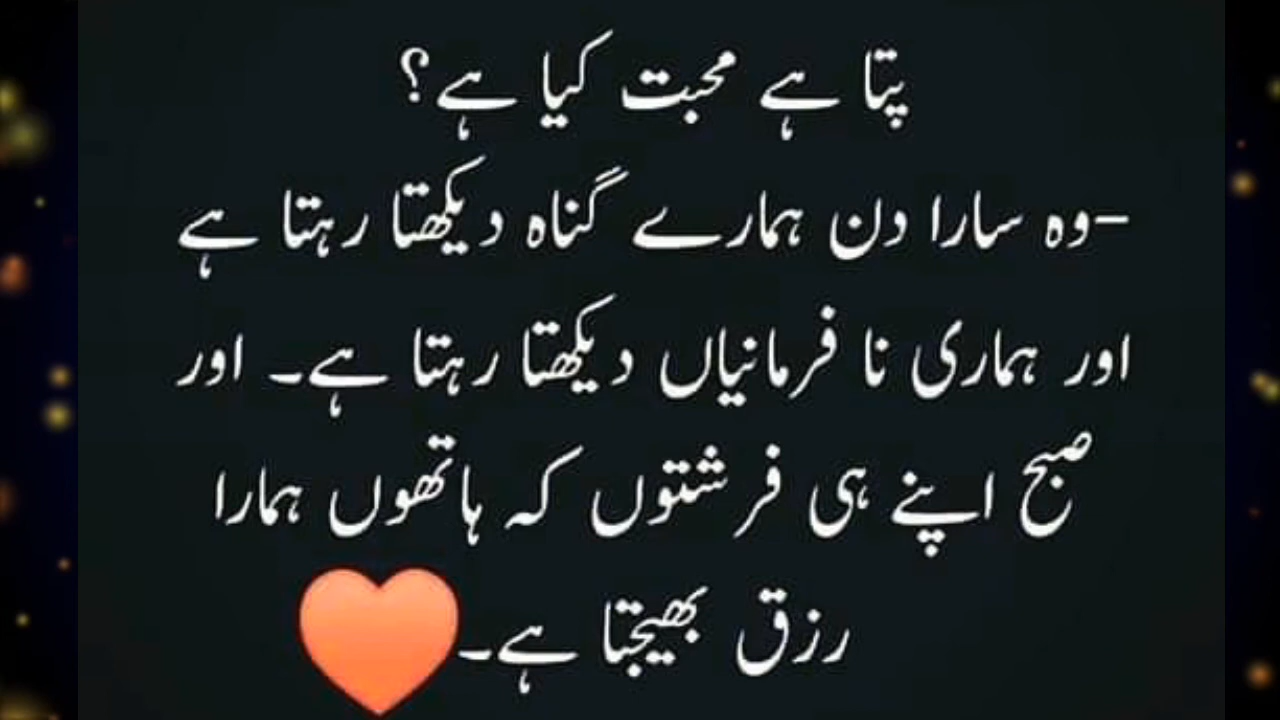 پتا ہے محبت کیا ہے؟
-وہ سارا دن ہمارے گناہ دیکھتا رہتا ہے
اور ہماری نا فرمانیاں دیکھتا رہتا ہے۔ اور
صبح اپنے ہی فرشتوں کہ ہاتھوں ہمارا
رزق بھیجتا ہے۔🧡